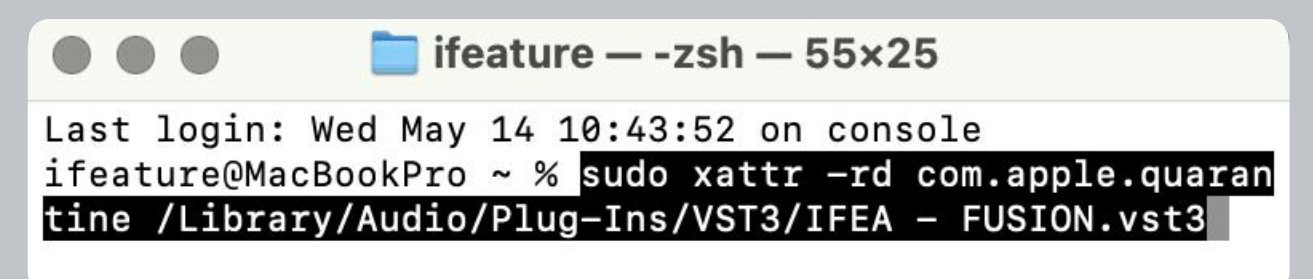 ifeature — -zsh — 55×25
Last login: Wed May 14 10:43:52 on console
ifeature@MacBookPro ~ % sudo xattr -rd com.apple.quaran
tine /Library/Audio/Plug-Ins/VST3/IFEA - FUSION.vst3